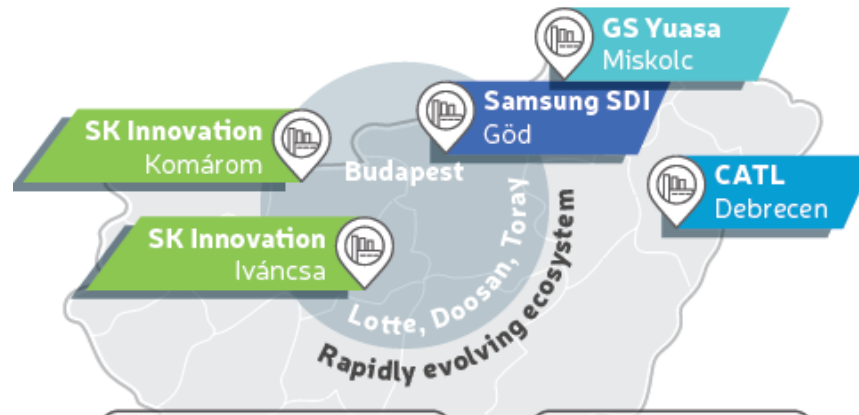 GS Yuasa
Miskolc
Samsung SDI
Göd
SK Innovation
Komárom
Budapest
CATL
Debrecen
SK Innovation
Iváncsa
Lotte, Doosan, Toray
Rapidly evolving ecosystem